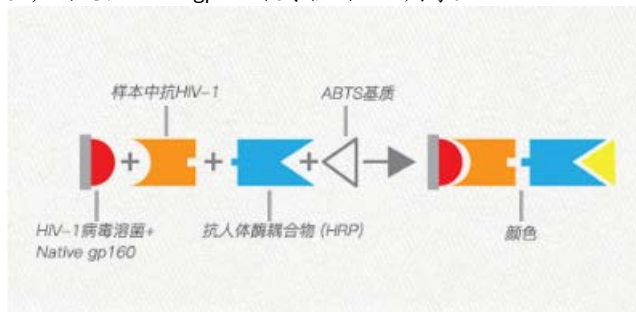 样本中抗HIV-1
ABTS基质
HIV-1病毒溶菌+
Native gp160
抗人体酶耦合物 (HRP)
颜色